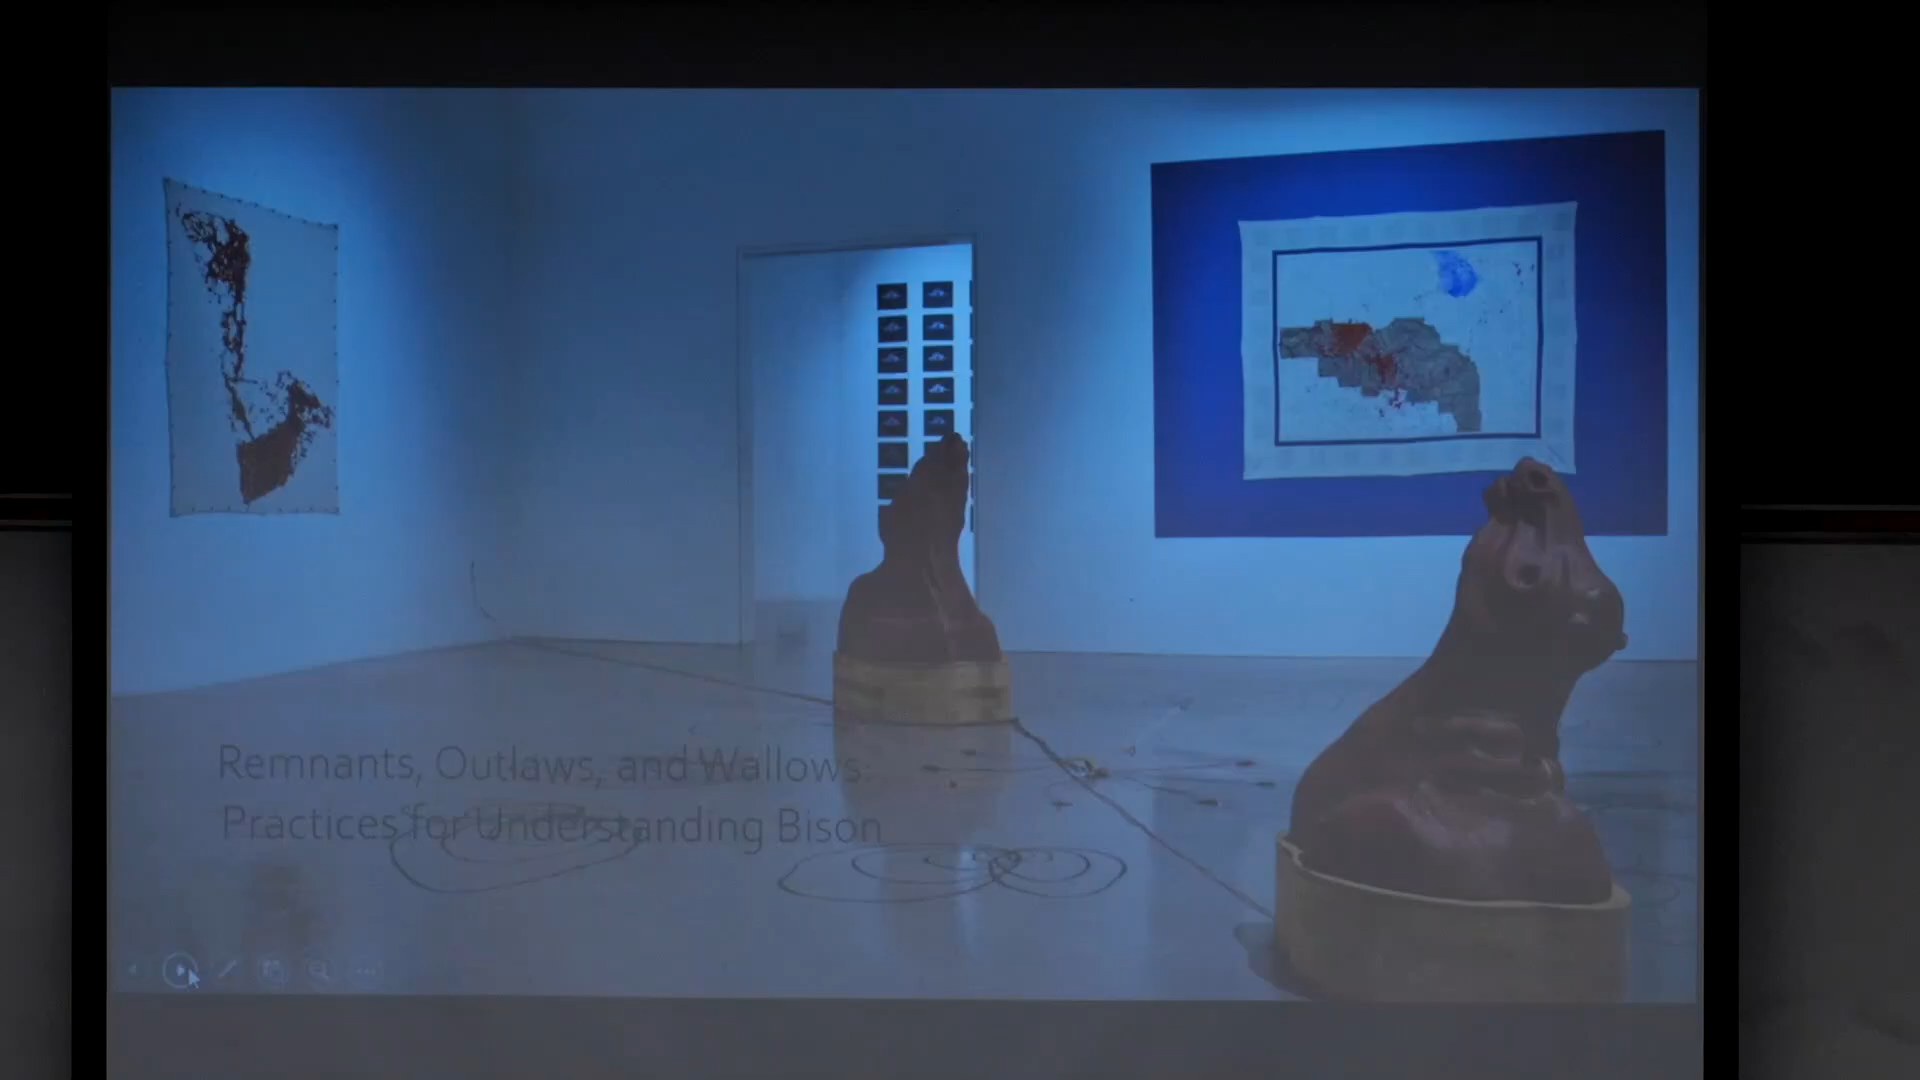 Remnants, Outlaws, and Wallows:
Practices for Understanding Bison